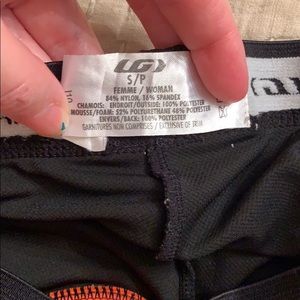 LG
S/P
FEMME / WOMAN
84% NYLON, 16% SPANDEX
CHAMOIS: ENDROIT/OUTSIDE: 100% POLYESTER
MOUSSE/FOAM: 52% POLYURETHANE 48% POLYESTER
ENVERS/BACK: 100% POLYESTER
GARNITURES NON COMPRISES / EXCLUSIVE OF TRIM